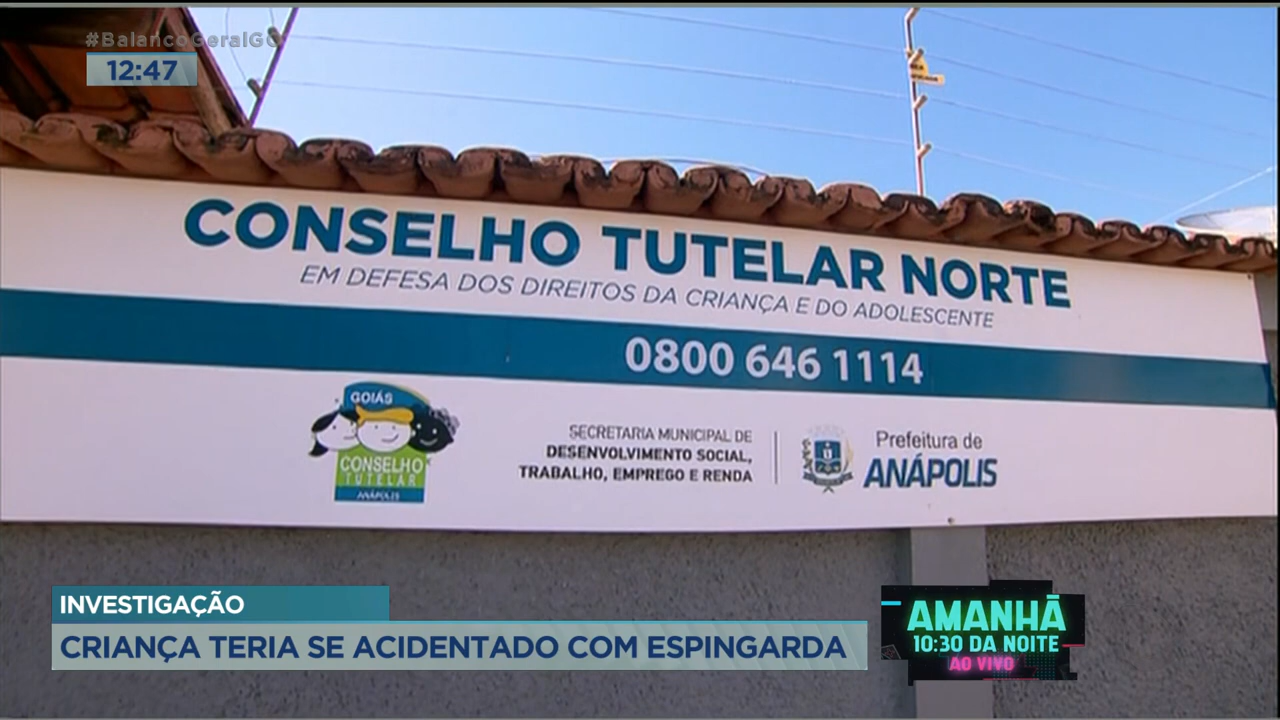 #BalancoGeralGO
12:47
CONSELHO TUTELAR NORTE
EM DEFESA DOS DIREITOS DA CRIANÇA E DO ADOLESCENTE
0800 646 1114
GOIÁS
CONSELHO
TUTELAR
ANÁPOLIS
SECRETARIA MUNICIPAL DE
DESENVOLVIMENTO SOCIAL,
TRABALHO, EMPREGO E RENDA
Prefeitura de
ANÁPOLIS
INVESTIGAÇÃO
CRIANÇA TERIA SE ACIDENTADO COM ESPINGARDA
AMANHÃ
10:30 DA NOITE
AO VIVO